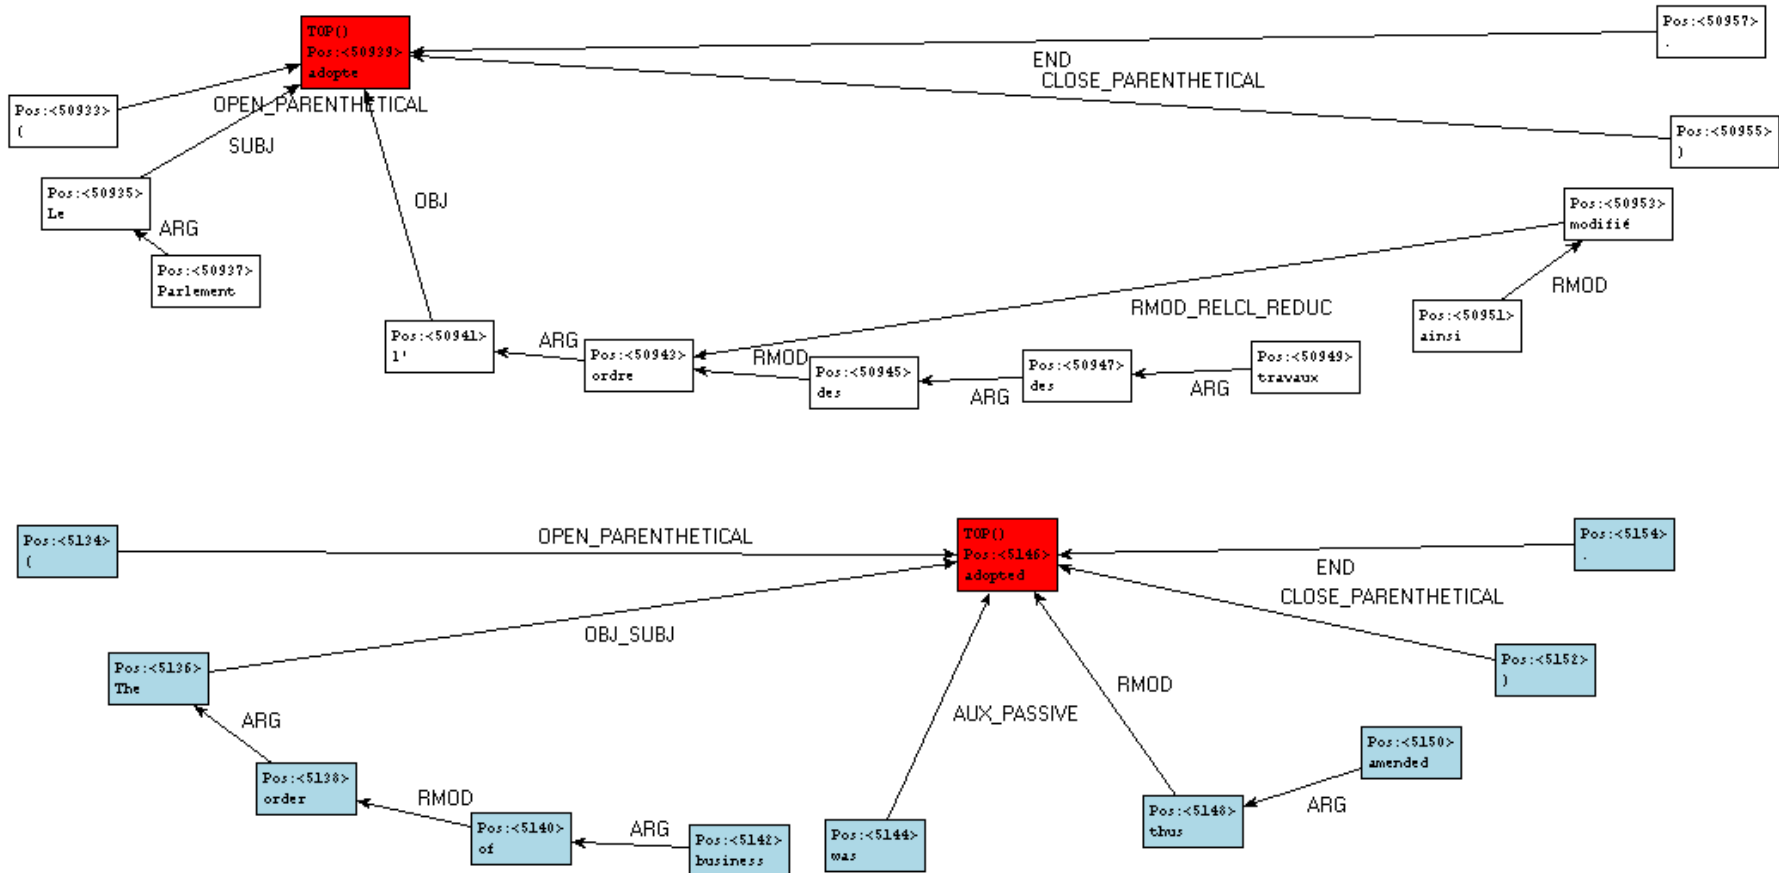 TOP()
Pos:<50939>
adopte
Pos:<50957>
.
END
CLOSE_PARENTHETICAL
Pos:<50933>
(
OPEN_PARENTHETICAL
Pos:<50955>
)
SUBJ
Pos:<50935>
Le
ARG
OBJ
Pos:<50953>
modifié
Pos:<50937>
Parlement
RMOD
RMOD_RELCL_REDUC
Pos:<50951>
ainsi
Pos:<50941>
l'
ARG
Pos:<50943>
ordre
RMOD
Pos:<50945>
des
ARG
Pos:<50947>
des
ARG
Pos:<50949>
travaux
Pos:<5134>
(
OPEN_PARENTHETICAL
TOP()
Pos:<5146>
adopted
Pos:<5154>
.
END
CLOSE_PARENTHETICAL
OBJ_SUBJ
Pos:<5136>
The
Pos:<5152>
)
RMOD
ARG
AUX_PASSIVE
Pos:<5150>
amended
Pos:<5138>
order
RMOD
ARG
Pos:<5148>
thus
Pos:<5140>
of
ARG
Pos:<5142>
business
Pos:<5144>
was